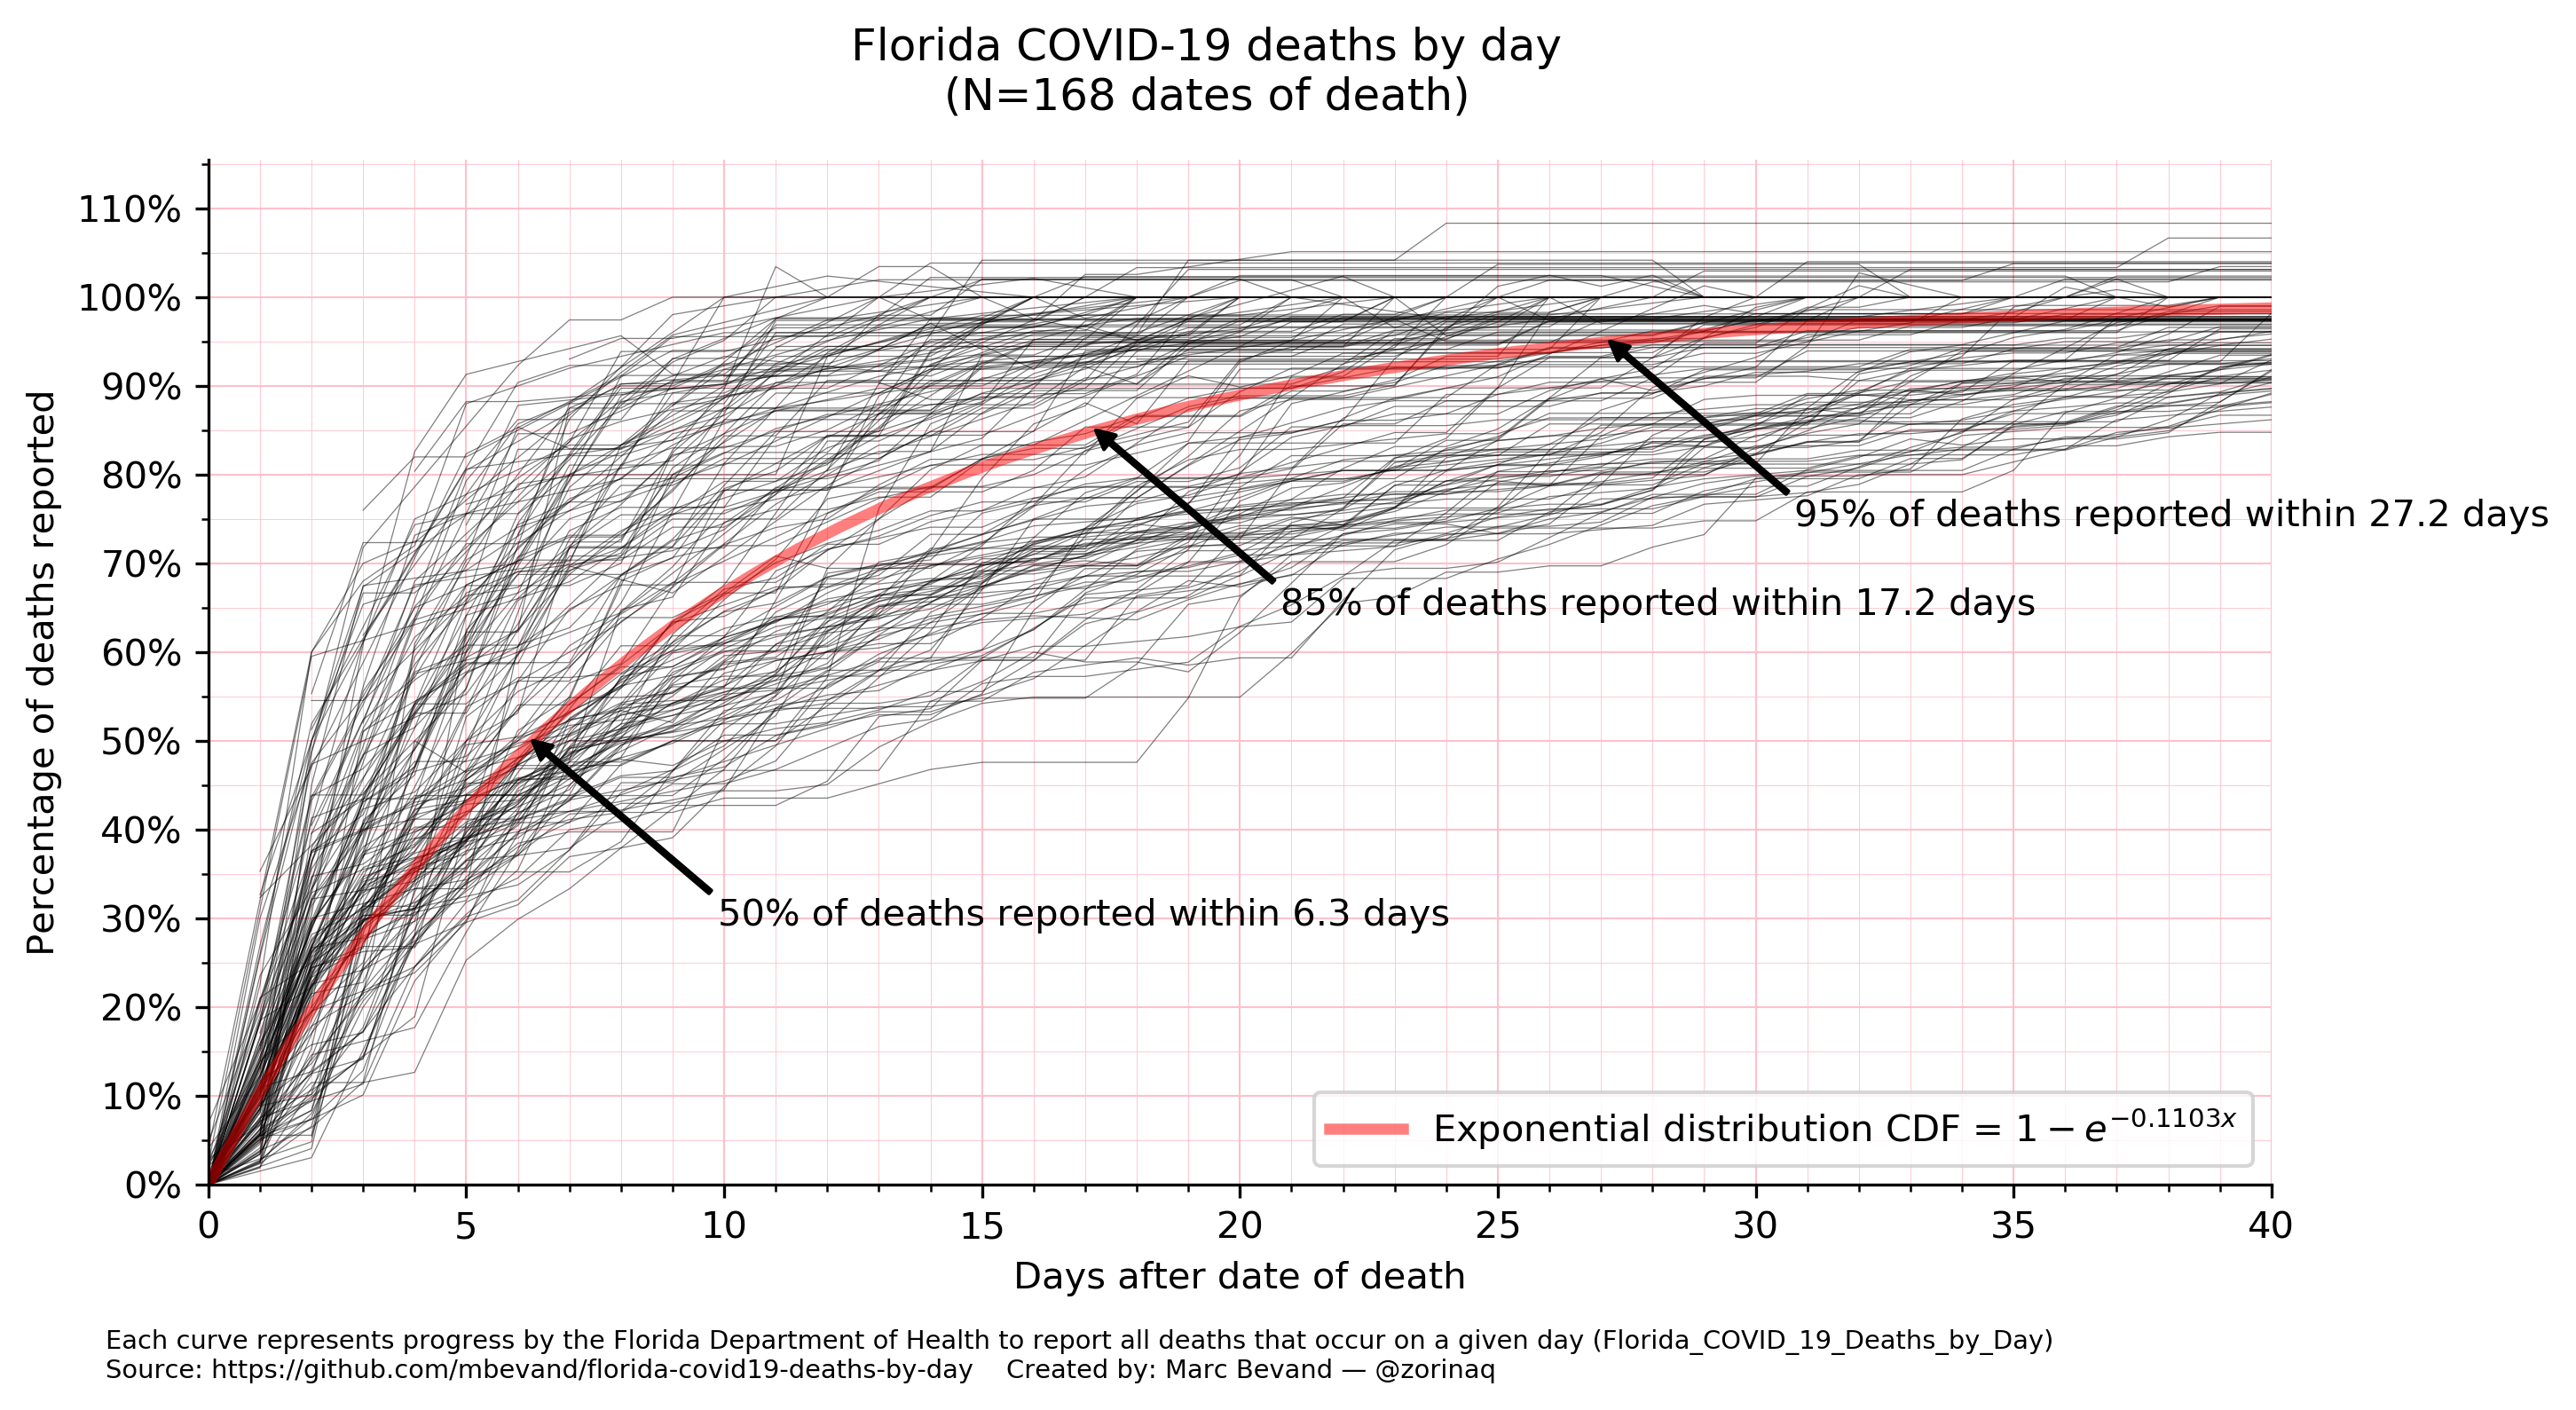 Florida COVID-19 deaths by day
(N=168 dates of death)
Percentage of deaths reported
110%
100%
90%
80%
70%
60%
50%
40%
30%
20%
10%
0%
95% of deaths reported within 27.2 days
85% of deaths reported within 17.2 days
50% of deaths reported within 6.3 days
Exponential distribution CDF = 1 − e^{−0.1103x}
0 5 10 15 20 25 30 35 40
Days after date of death
Each curve represents progress by the Florida Department of Health to report all deaths that occur on a given day (Florida_COVID_19_Deaths_by_Day)
Source: https://github.com/mbevand/florida-covid19-deaths-by-day Created by: Marc Bevand — @zorinaq